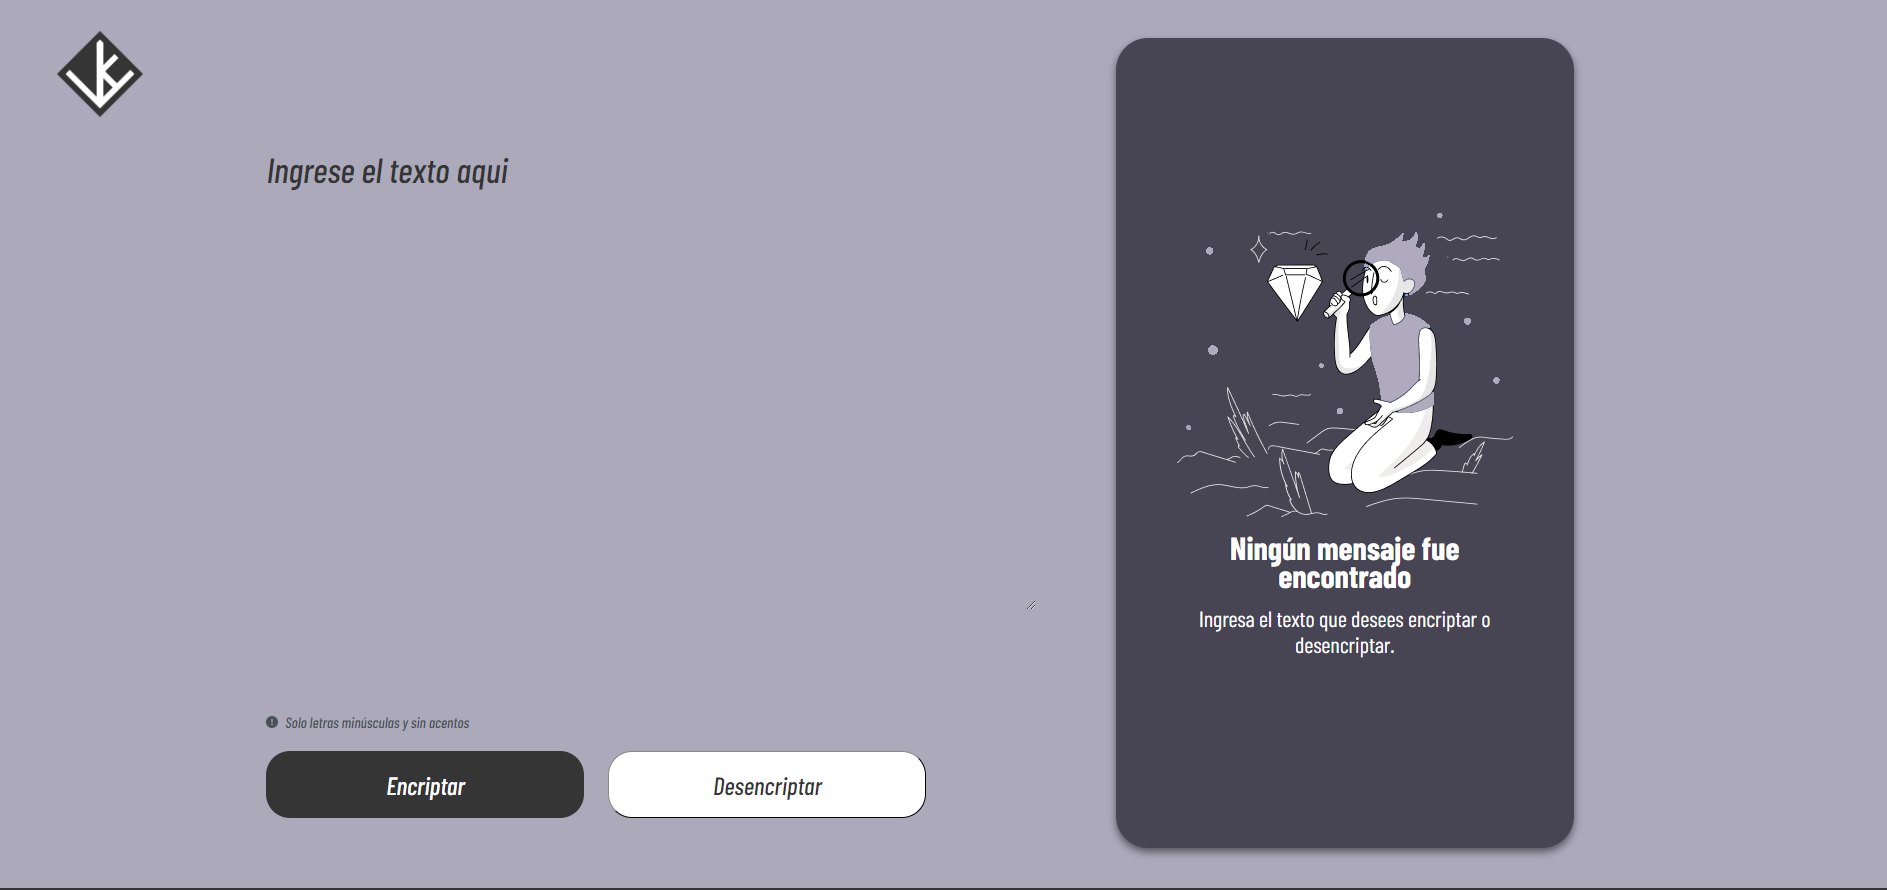 Ingrese el texto aqui
Ningún mensaje fue
encontrado
Ingresa el texto que desees encriptar o
desencriptar.
Solo letras minúsculas y sin acentos
Encriptar
Desencriptar